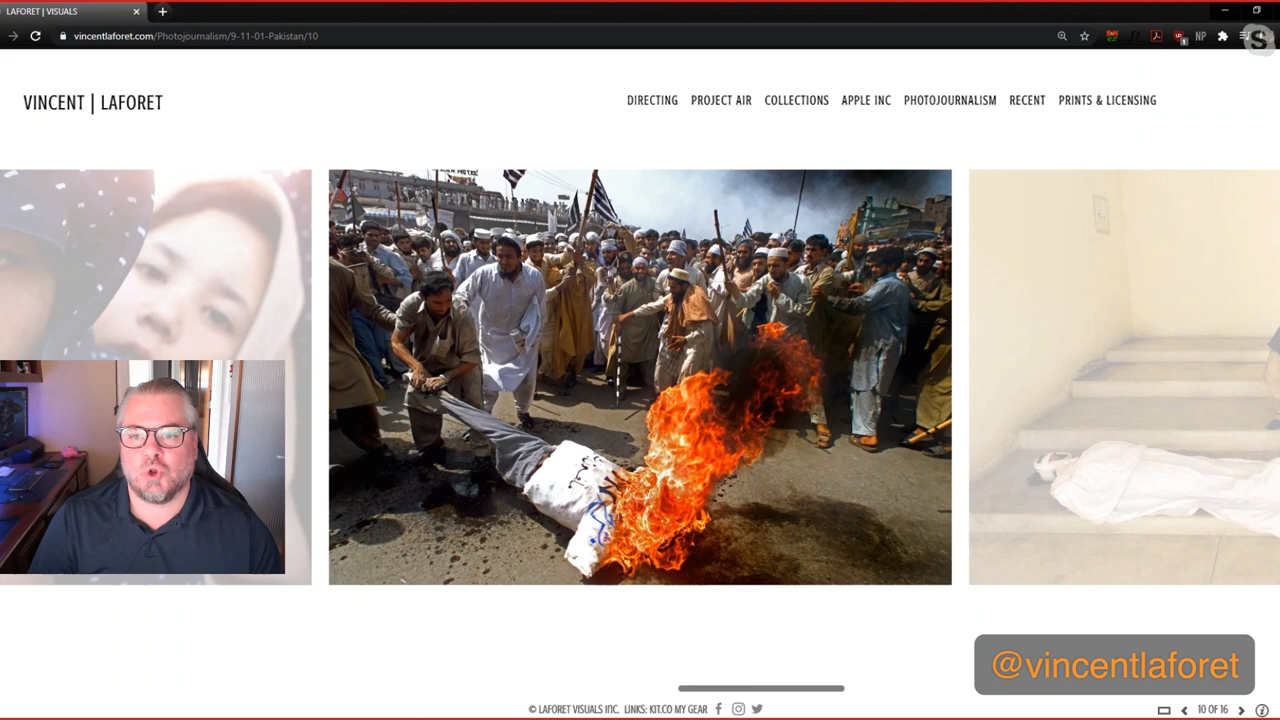 LAFORET | VISUALS
vincentlaforet.com/Photojournalism/9-11-01-Pakistan/10
NP
VINCENT | LAFORET
DIRECTING PROJECT AIR COLLECTIONS APPLE INC PHOTOJOURNALISM RECENT PRINTS & LICENSING
@vincentlaforet
© LAFORET VISUALS INC. LINKS: KIT.CO MY GEAR
10 OF 16